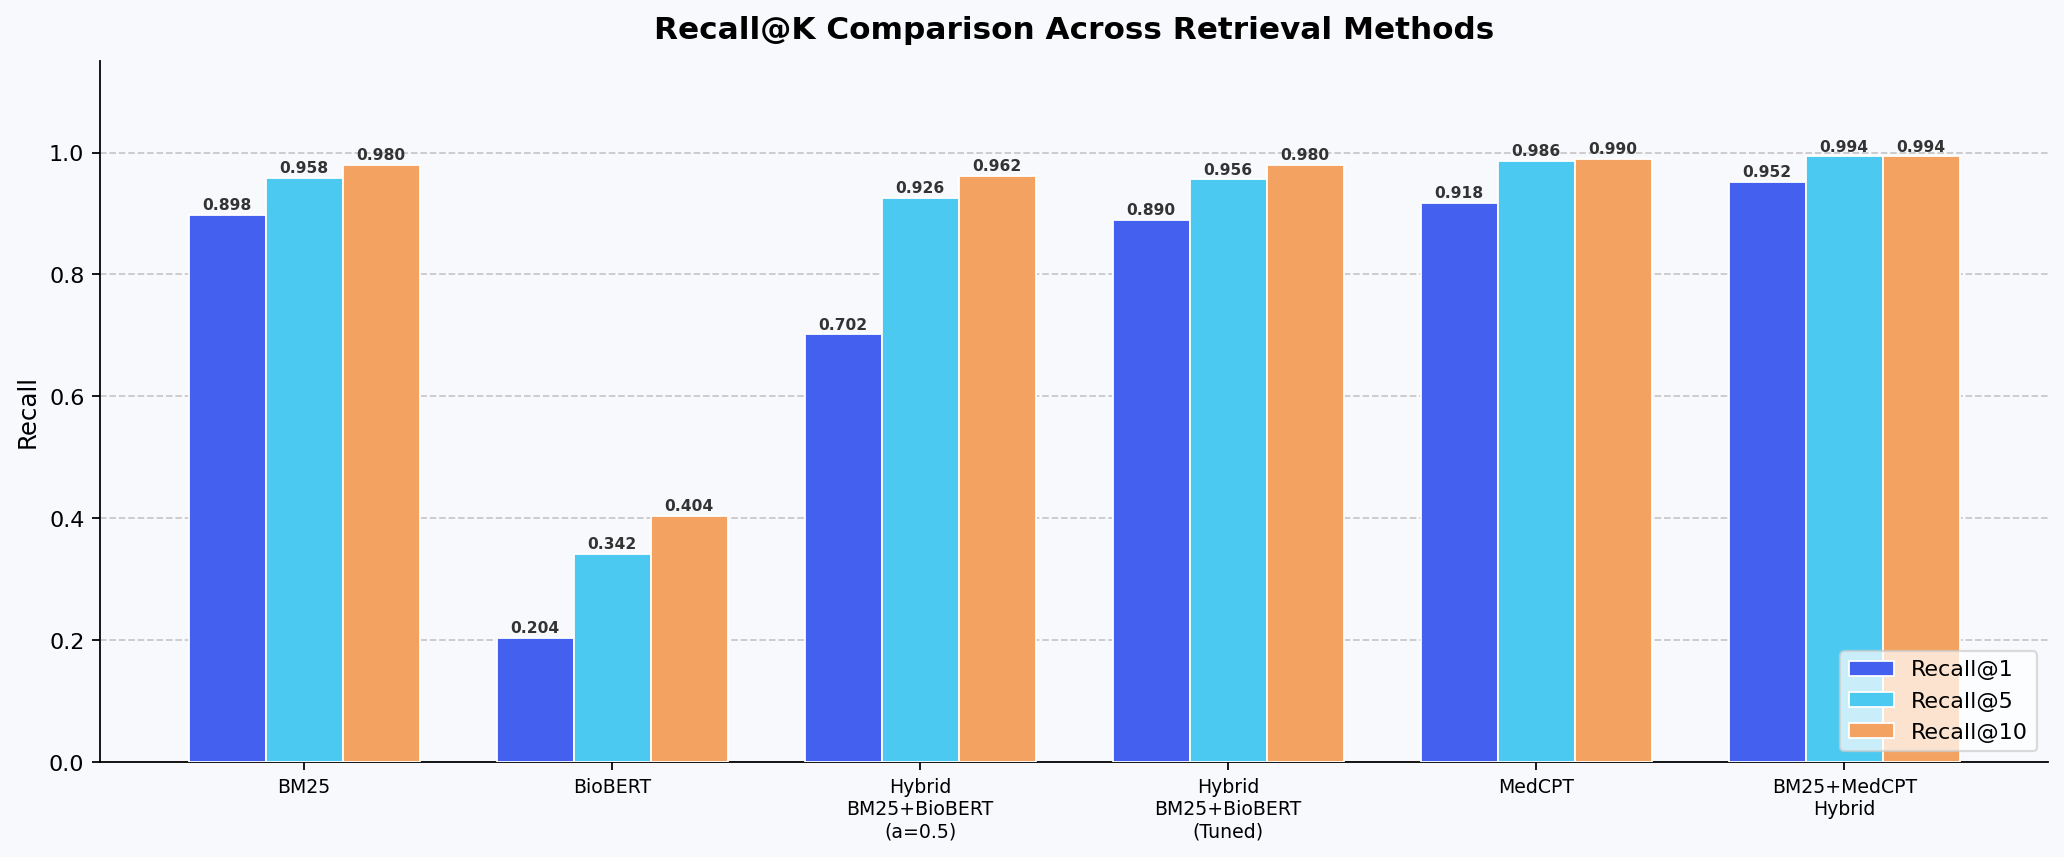 Recall@K Comparison Across Retrieval Methods
Recall
1.0
0.8
0.6
0.4
0.2
0.0
0.898
0.958
0.980
0.204
0.342
0.404
0.702
0.926
0.962
0.890
0.956
0.980
0.918
0.986
0.990
0.952
0.994
0.994
BM25
BioBERT
Hybrid
BM25+BioBERT
(a=0.5)
Hybrid
BM25+BioBERT
(Tuned)
MedCPT
BM25+MedCPT
Hybrid
Recall@1
Recall@5
Recall@10